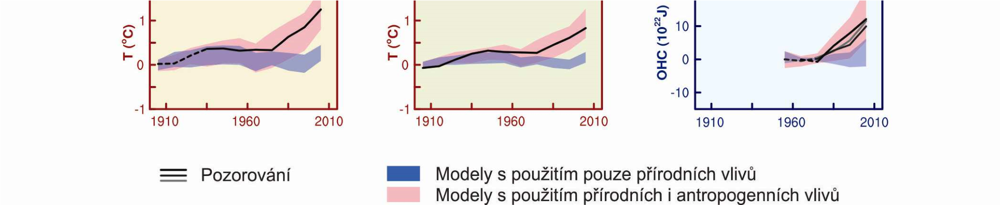 1
0
-1
T (°C)
1910 1960 2010
1
0
-1
T (°C)
1910 1960 2010
10
0
-10
OHC (10²²J)
1910 1960 2010
Pozorování
Modely s použitím pouze přírodních vlivů
Modely s použitím přírodních i antropogenních vlivů